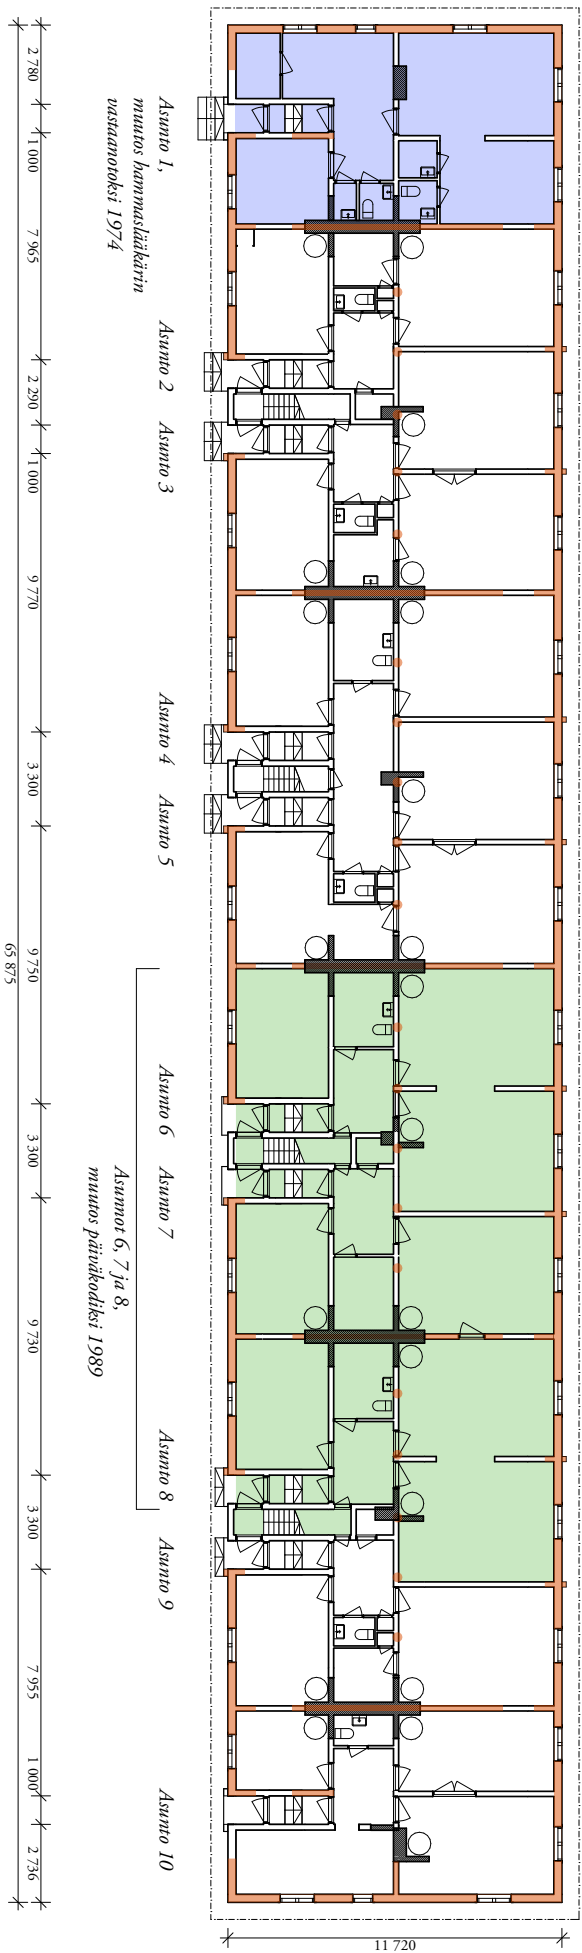 Asunto 1,
muutos hammaslääkärin
vastaanotoksi 1974
Asunto 2
Asunto 3
Asunto 4
Asunto 5
Asunto 6
Asunto 7
Asunnot 6, 7 ja 8,
muutos päiväkodiksi 1989
Asunto 8
Asunto 9
Asunto 10
2 780
1 000
7 965
2 290
1 000
9 770
3 300
9 750
3 300
9 730
3 300
7 955
1 000
2 736
65 875
11 720